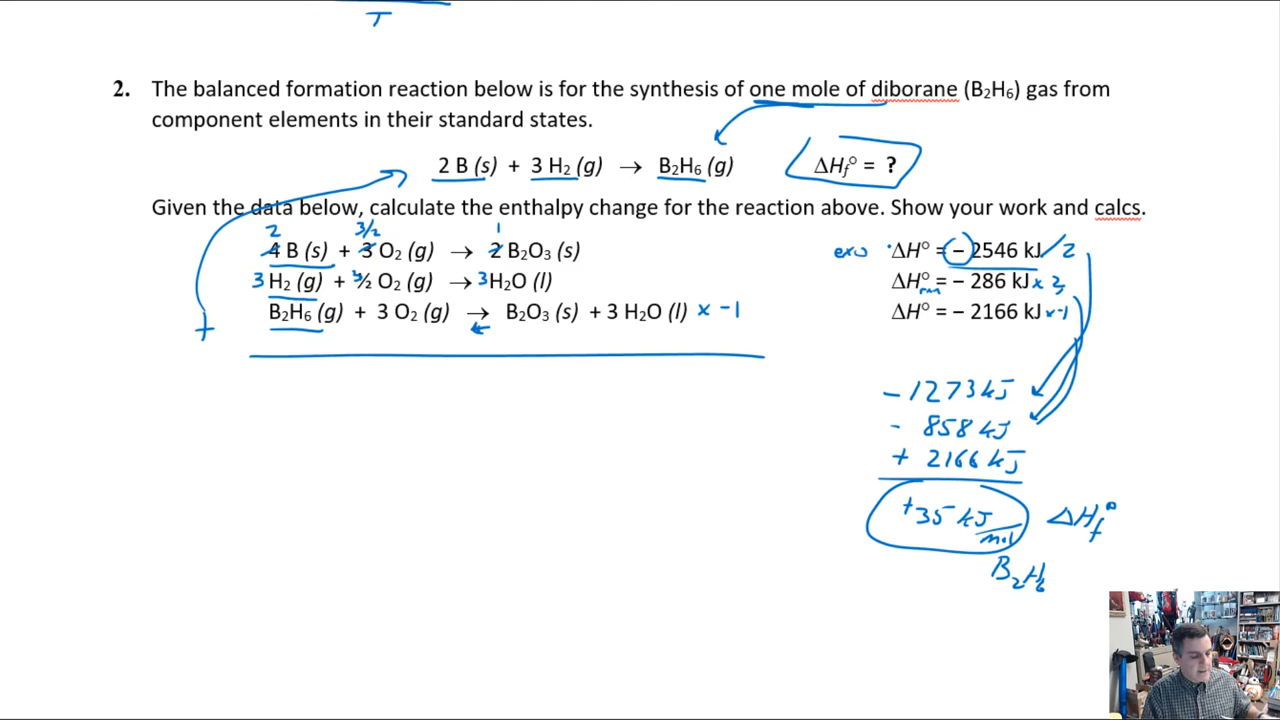 T
2. The balanced formation reaction below is for the synthesis of one mole of diborane (B₂H₆) gas from
component elements in their standard states.
2 B (s) + 3 H₂ (g) → B₂H₆ (g) ΔHf° = ?
Given the data below, calculate the enthalpy change for the reaction above. Show your work and calcs.
2 3/2 1
4 B (s) + 3 O₂ (g) → 2 B₂O₃ (s) exo ΔH° = − 2546 kJ /2
3 H₂ (g) + 3/2 O₂ (g) → 3 H₂O (l) ΔH°rxn = − 286 kJ x 3
B₂H₆ (g) + 3 O₂ (g) → B₂O₃ (s) + 3 H₂O (l) x -1 ΔH° = − 2166 kJ x-1
+ ←
- 1273 kJ
- 858 kJ
+ 2166 kJ
+35 kJ/mol ΔHf°
B₂H₆